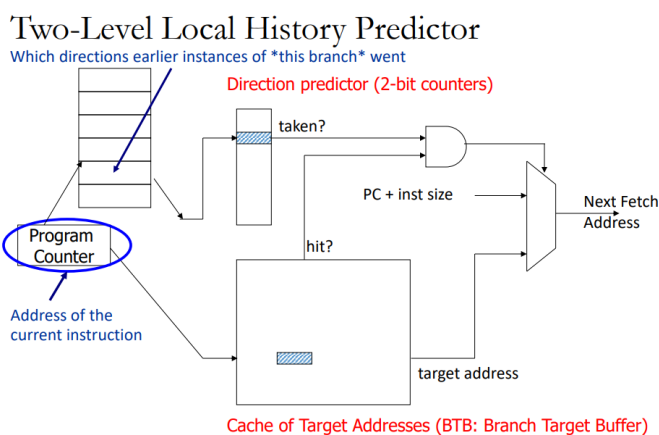 Two-Level Local History Predictor
Which directions earlier instances of *this branch* went
Direction predictor (2-bit counters)
taken?
PC + inst size
Next Fetch
Address
Program
Counter
hit?
Address of the
current instruction
target address
Cache of Target Addresses (BTB: Branch Target Buffer)